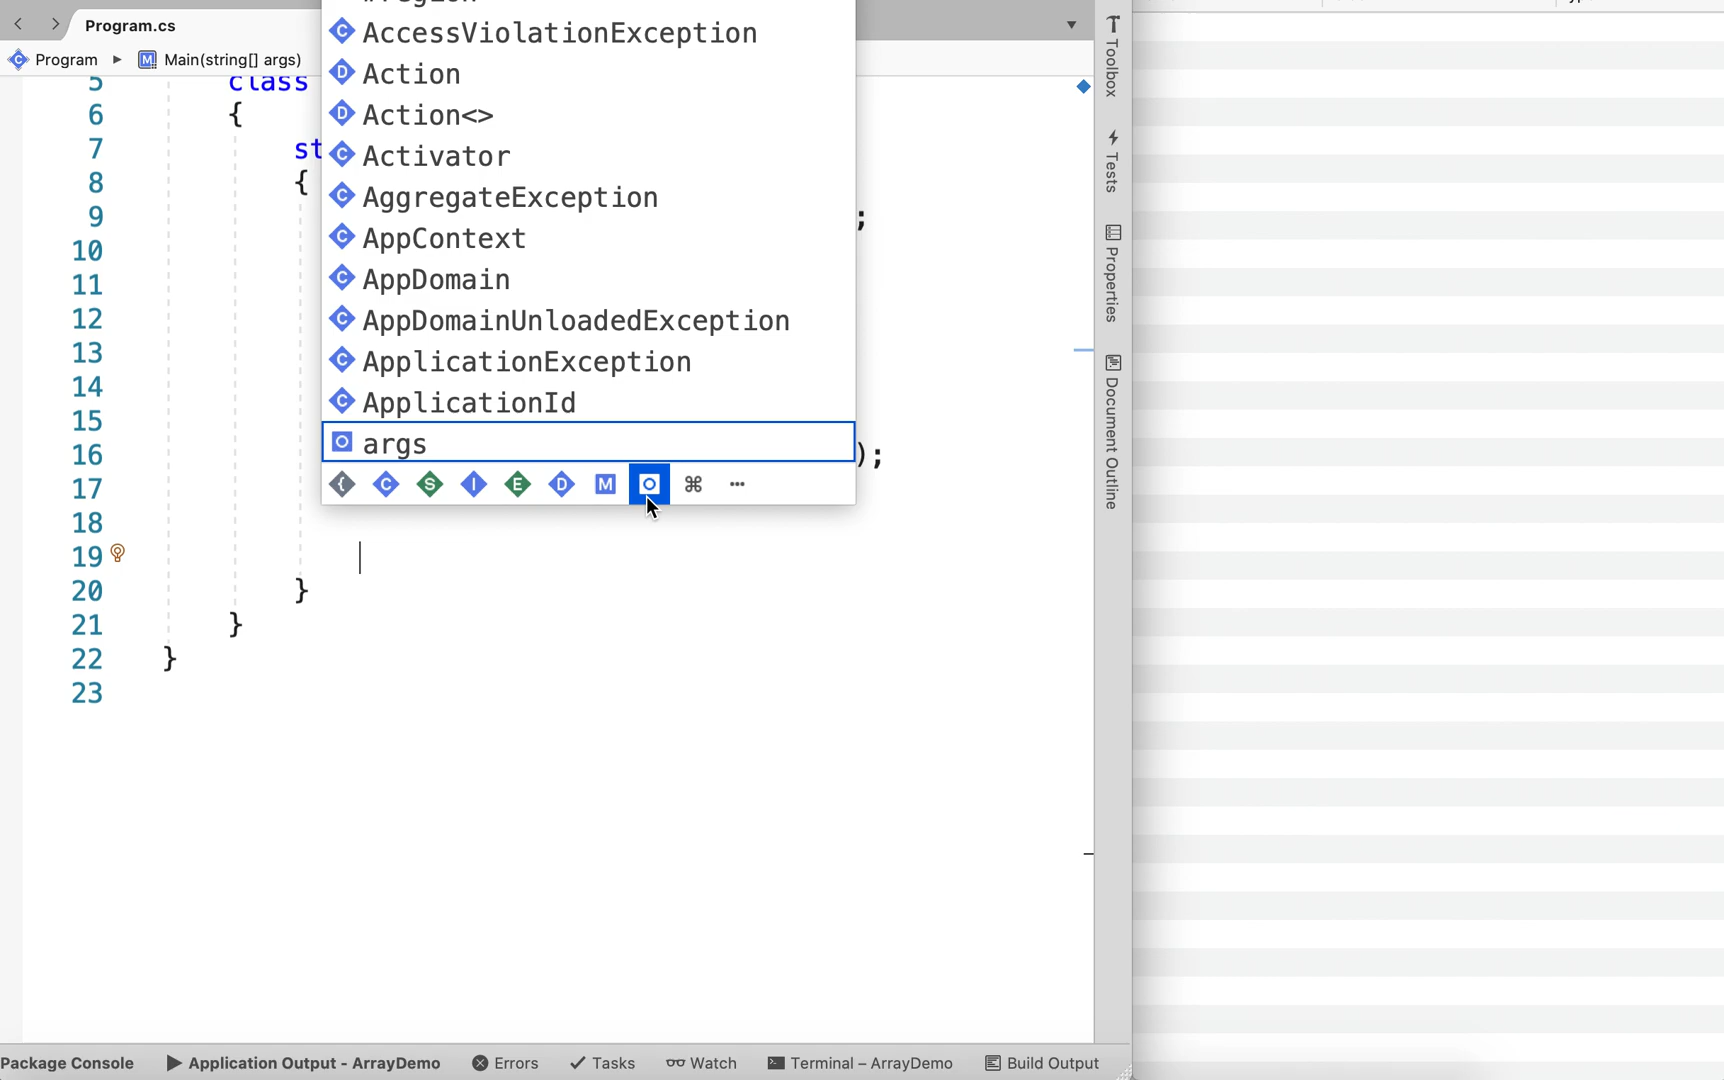 Program.cs
Program ▶ Main(string[] args)
#region
AccessViolationException
Action
Action<>
Activator
AggregateException
AppContext
AppDomain
AppDomainUnloadedException
ApplicationException
ApplicationId
args
5 class
6 {
7 st
8 {
9 ;
10
11
12
13
14
15
16 );
17
18
19
20 }
21 }
22 }
23
Toolbox
Tests
Properties
Document Outline
Package Console
Application Output - ArrayDemo
Errors
Tasks
Watch
Terminal – ArrayDemo
Build Output